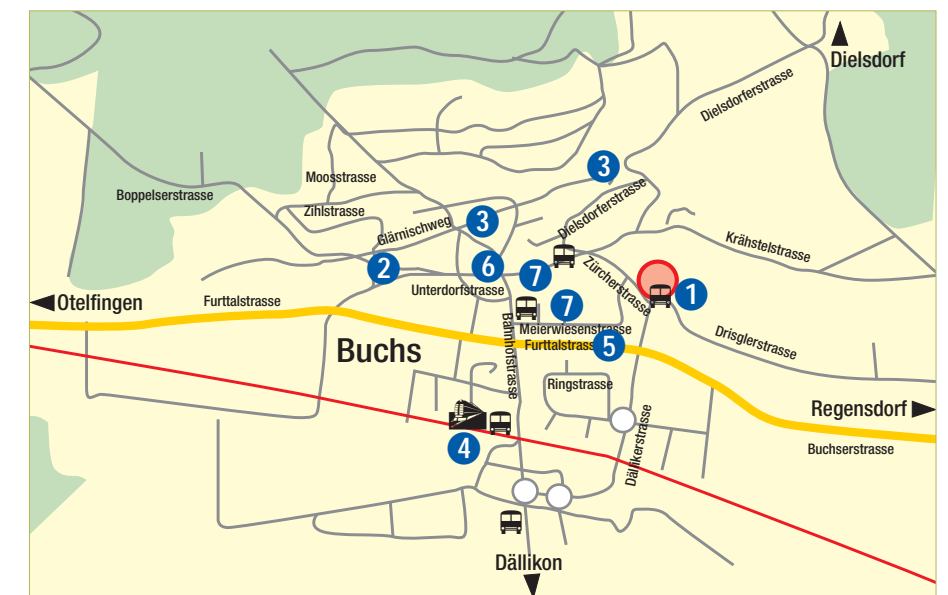 Dielsdorf
Dielsdorferstrasse
3
Moosstrasse
Boppelserstrasse
Zihlstrasse
Dielsdorferstrasse
3
Glärnischweg
Krähstelstrasse
2
6
7
Zürcherstrasse
1
Unterdorfstrasse
Otelfingen
Furttalstrasse
7
Bahnhofstrasse
Meierwiesenstrasse
Drisglerstrasse
Furttalstrass
5
Buchs
Ringstrasse
Regensdorf
4
Dällikerstrasse
Buchserstrasse
Dällikon